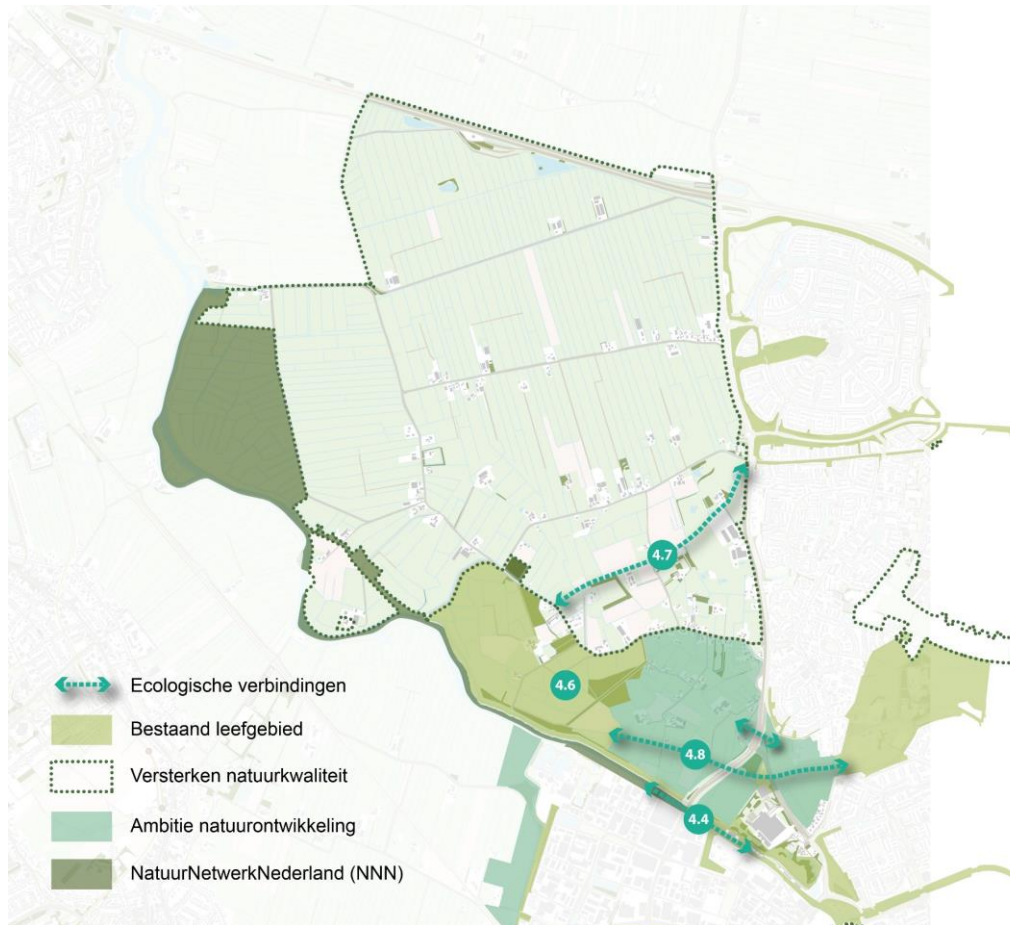 4.7
4.6
4.8
4.4
Ecologische verbindingen
Bestaand leefgebied
Versterken natuurkwaliteit
Ambitie natuurontwikkeling
NatuurNetwerkNederland (NNN)